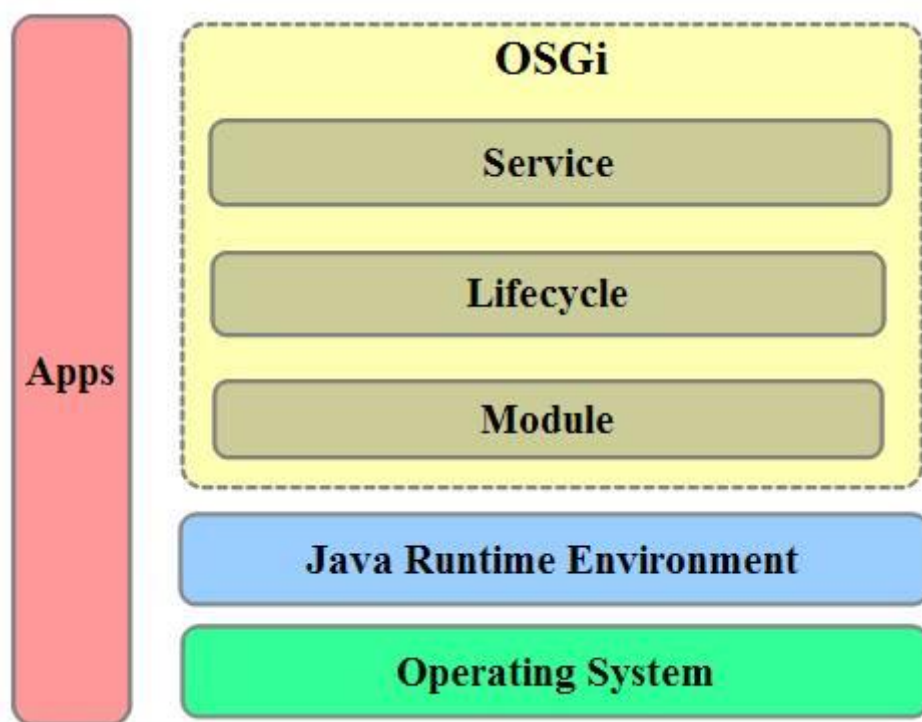 OSGi
Service
Lifecycle
Apps
Module
Java Runtime Environment
Operating System